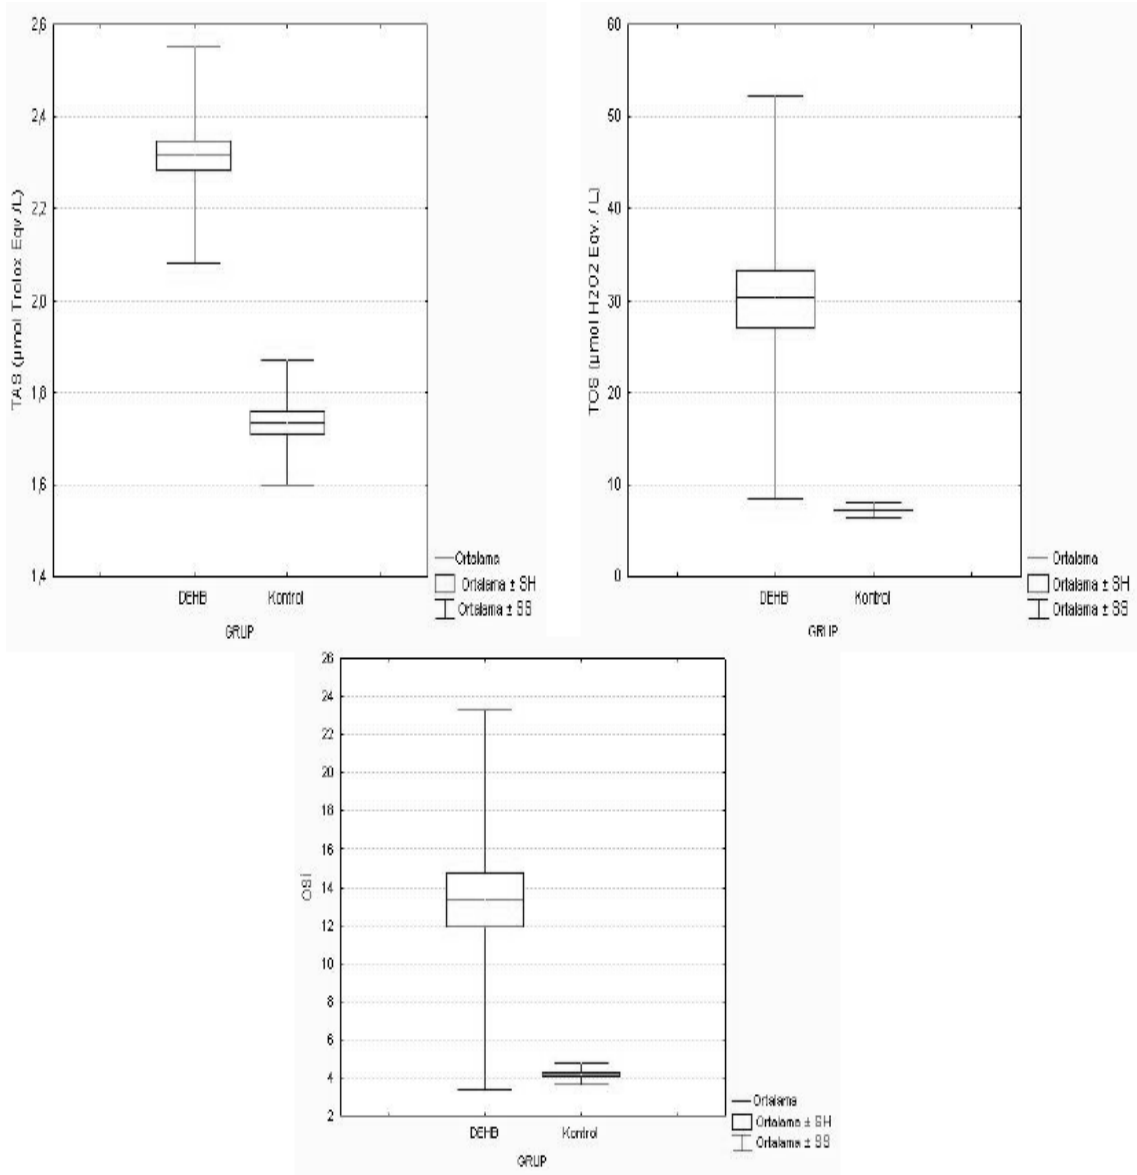 2,6
2,4
2,2
2,0
1,8
1,6
1,4
TAS (µmol Trolox Eqv /L)
DEHB Kontrol
GRUP
Ortalama
Ortalama ± SH
Ortalama ± SS
60
50
40
30
20
10
0
TOS (µmol H2O2 Eqv. / L)
DEHB Kontrol
GRUP
Ortalama
Ortalama ± SH
Ortalama ± SS
26
24
22
20
18
16
14
12
10
8
6
4
2
OSİ
DEHB Kontrol
GRUP
Ortalama
Ortalama ± SH
Ortalama ± SS